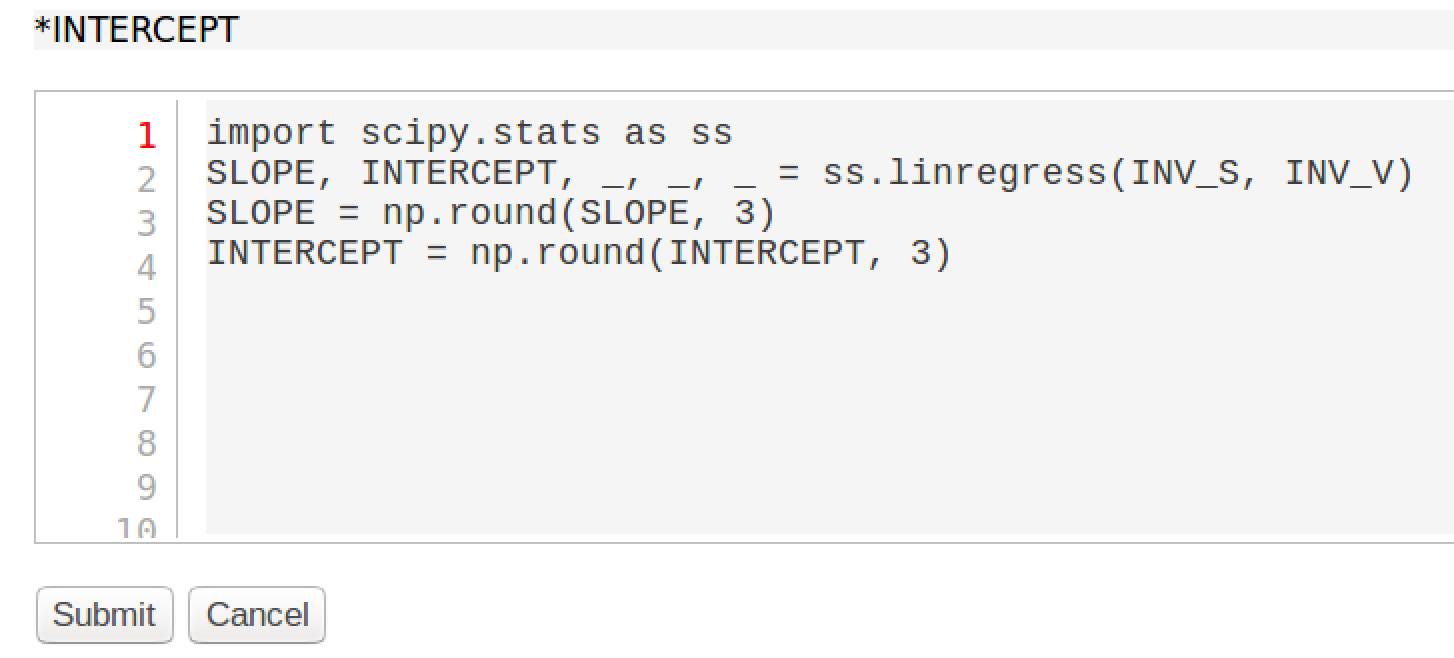 *INTERCEPT
1 import scipy.stats as ss
2 SLOPE, INTERCEPT, _, _, _ = ss.linregress(INV_S, INV_V)
3 SLOPE = np.round(SLOPE, 3)
4 INTERCEPT = np.round(INTERCEPT, 3)
5
6
7
8
9
10
Submit Cancel